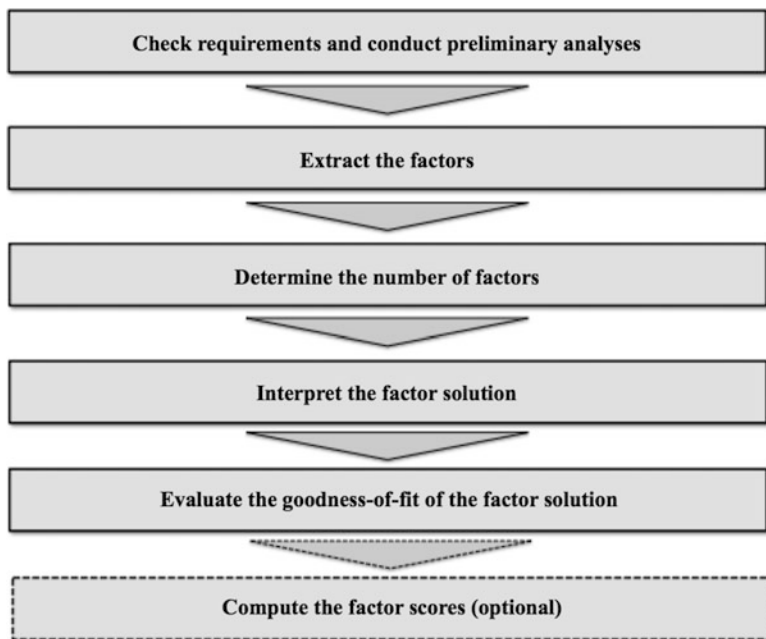 Check requirements and conduct preliminary analyses
Extract the factors
Determine the number of factors
Interpret the factor solution
Evaluate the goodness-of-fit of the factor solution
Compute the factor scores (optional)